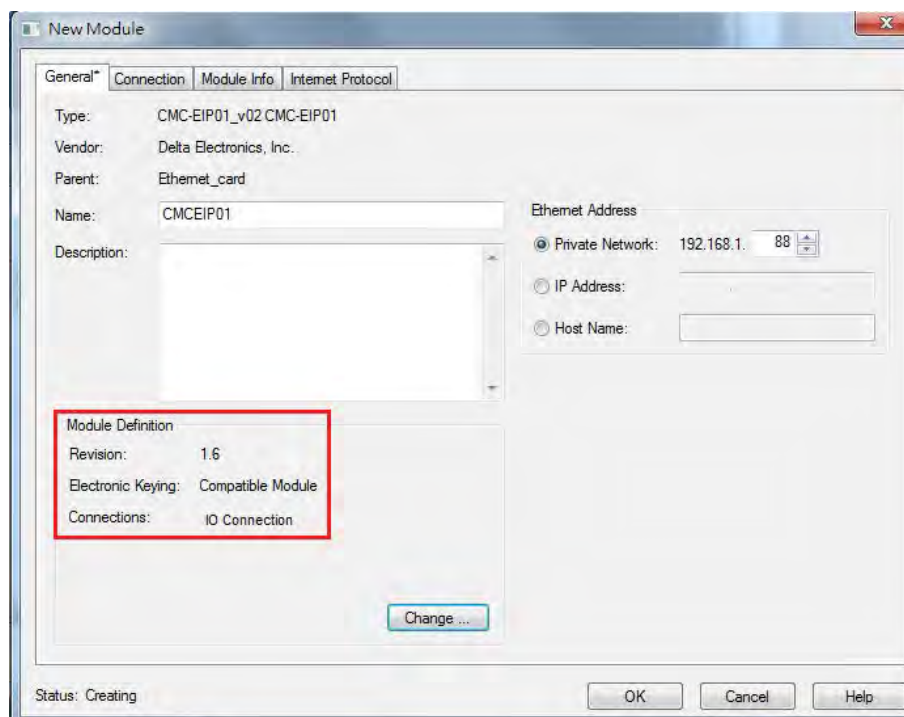 New Module
General* Connection Module Info Internet Protocol
Type: CMC-EIP01_v02 CMC-EIP01
Vendor: Delta Electronics, Inc.
Parent: Ethernet_card
Name: CMCEIP01
Description:
Ethernet Address
Private Network: 192.168.1. 88
IP Address:
Host Name:
Module Definition
Revision: 1.6
Electronic Keying: Compatible Module
Connections: IO Connection
Change ...
Status: Creating
OK Cancel Help